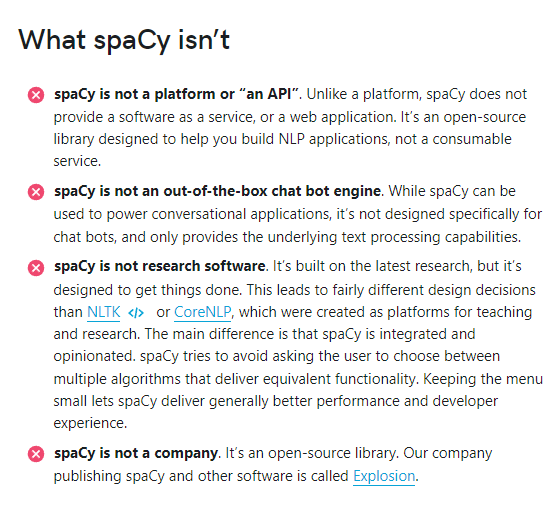 What spaCy isn't
spaCy is not a platform or “an API”. Unlike a platform, spaCy does not
provide a software as a service, or a web application. It’s an open-source
library designed to help you build NLP applications, not a consumable
service.
spaCy is not an out-of-the-box chat bot engine. While spaCy can be
used to power conversational applications, it’s not designed specifically for
chat bots, and only provides the underlying text processing capabilities.
spaCy is not research software. It’s built on the latest research, but it’s
designed to get things done. This leads to fairly different design decisions
than NLTK </> or CoreNLP, which were created as platforms for teaching
and research. The main difference is that spaCy is integrated and
opinionated. spaCy tries to avoid asking the user to choose between
multiple algorithms that deliver equivalent functionality. Keeping the menu
small lets spaCy deliver generally better performance and developer
experience.
spaCy is not a company. It’s an open-source library. Our company
publishing spaCy and other software is called Explosion.